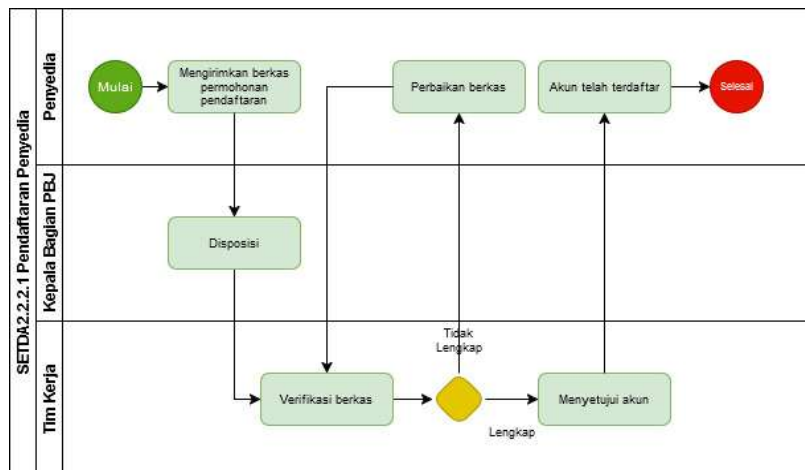 SETDA2.2.2.1 Pendaftaran Penyedia
Penyedia
Mulai
Mengirimkan berkas
permohonan
pendaftaran
Perbaikan berkas
Akun telah terdaftar
Selesai
Kepala Bagian PBJ
Disposisi
Tim Kerja
Verifikasi berkas
Tidak
Lengkap
Lengkap
Menyetujui akun